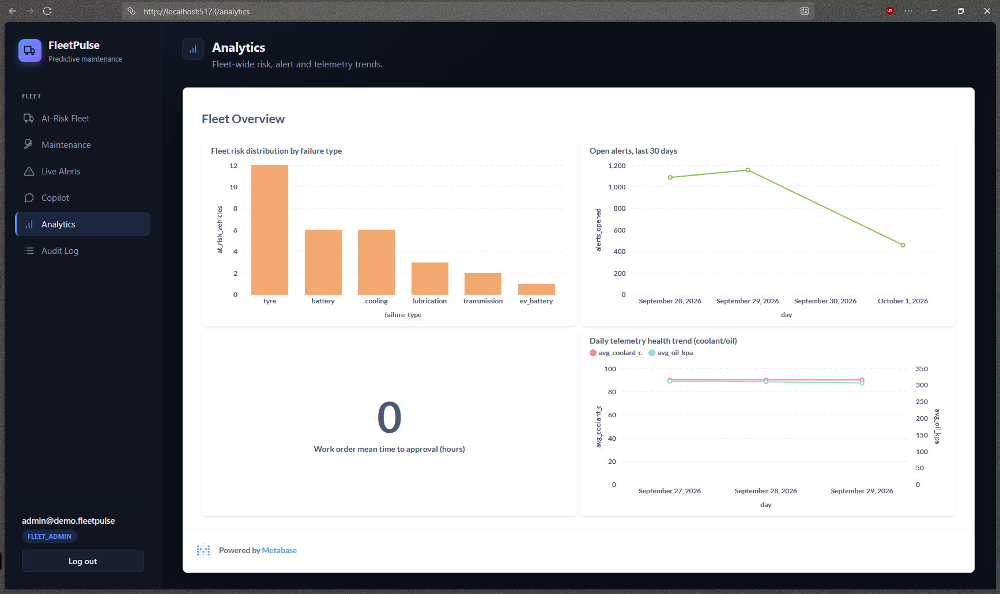 http://localhost:5173/analytics
FleetPulse
Predictive maintenance
FLEET
At-Risk Fleet
Maintenance
Live Alerts
Copilot
Analytics
Audit Log
admin@demo.fleetpulse
FLEET_ADMIN
Log out
Analytics
Fleet-wide risk, alert and telemetry trends.
Fleet Overview
Fleet risk distribution by failure type
12
10
8
6
4
2
0
at_risk_vehicles
tyre battery cooling lubrication transmission ev_battery
failure_type
Open alerts, last 30 days
1,200
1,000
800
600
400
200
0
alerts_opened
September 28, 2026 September 29, 2026 September 30, 2026 October 1, 2026
day
0
Work order mean time to approval (hours)
Daily telemetry health trend (coolant/oil)
avg_coolant_c avg_oil_kpa
100
80
60
40
20
0
avg_coolant_c
350
300
250
200
150
100
50
0
avg_oil_kpa
September 27, 2026 September 28, 2026 September 29, 2026
day
Powered by Metabase